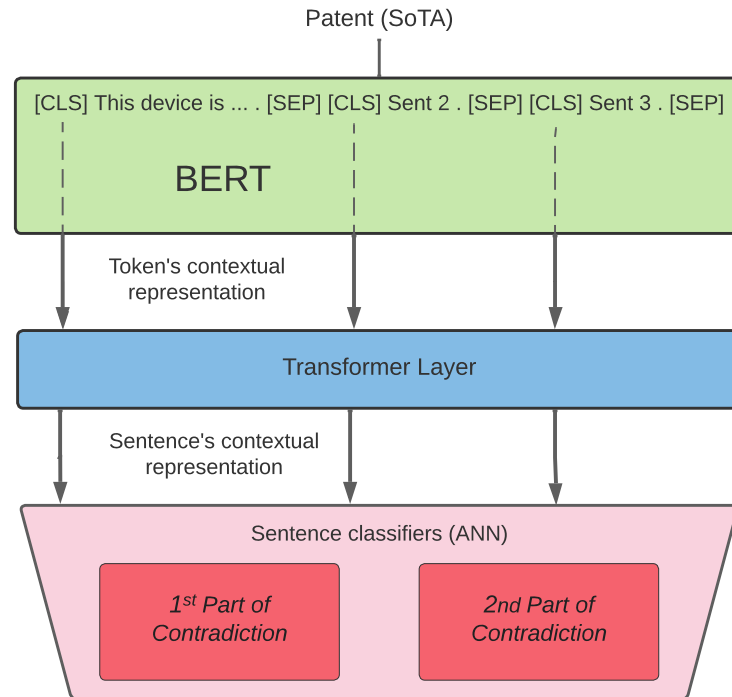 Patent (SoTA)
[CLS] This device is ... . [SEP] [CLS] Sent 2 . [SEP] [CLS] Sent 3 . [SEP]
BERT
Token's contextual
representation
Transformer Layer
Sentence's contextual
representation
Sentence classifiers (ANN)
1st Part of
Contradiction
2nd Part of
Contradiction